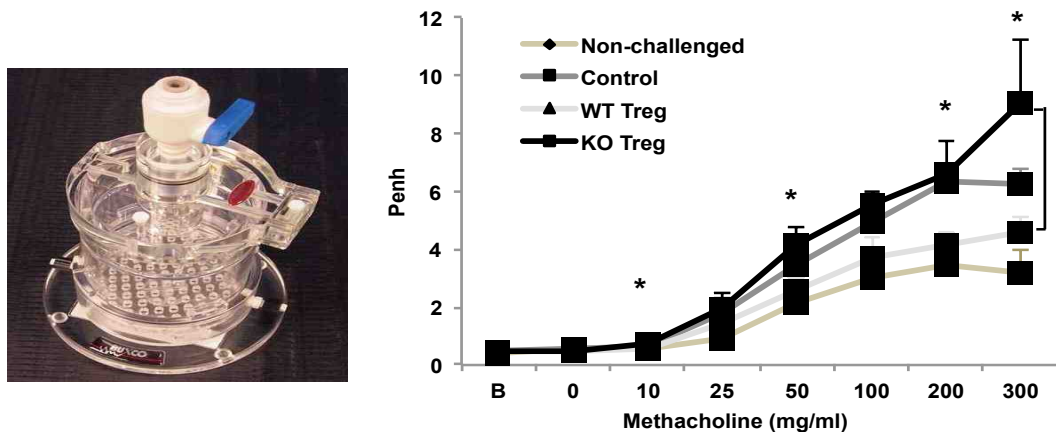 BUXCO
12
10
8
6
4
2
0
Penh
Non-challenged
Control
WT Treg
KO Treg
*
*
*
*
B 0 10 25 50 100 200 300
Methacholine (mg/ml)